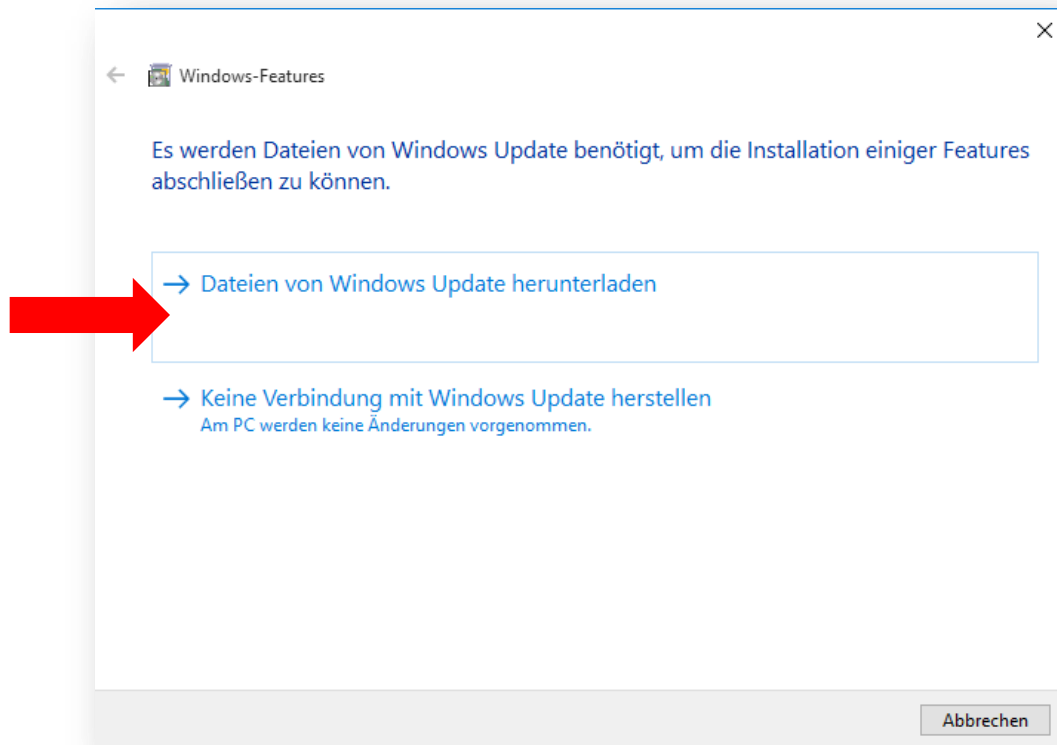 Windows-Features
Es werden Dateien von Windows Update benötigt, um die Installation einiger Features
abschließen zu können.
Dateien von Windows Update herunterladen
Keine Verbindung mit Windows Update herstellen
Am PC werden keine Änderungen vorgenommen.
Abbrechen